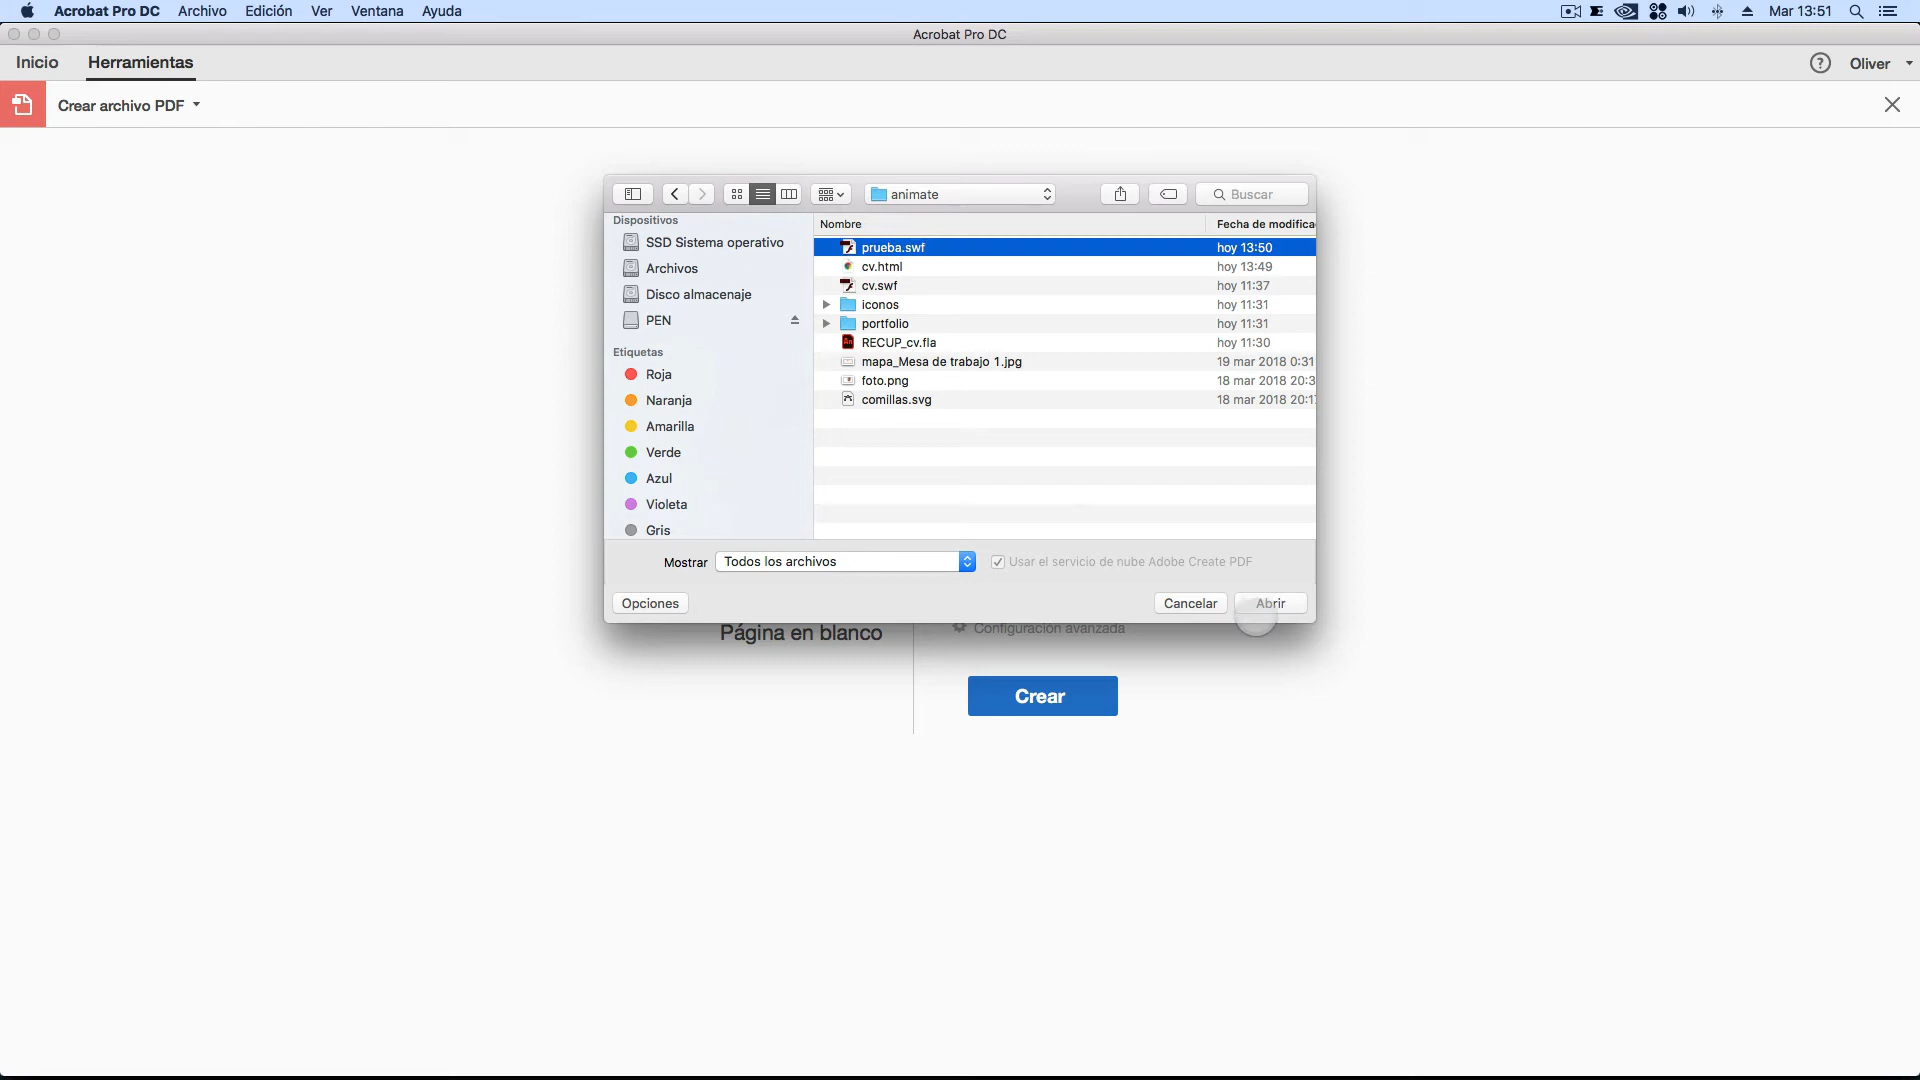 Acrobat Pro DC Archivo Edición Ver Ventana Ayuda Mar 13:51
Acrobat Pro DC
Inicio Herramientas ? Oliver
Crear archivo PDF
animate Buscar
Dispositivos
SSD Sistema operativo
Archivos
Disco almacenaje
PEN
Etiquetas
Roja
Naranja
Amarilla
Verde
Azul
Violeta
Gris
Nombre Fecha de modifica
prueba.swf hoy 13:50
cv.html hoy 13:49
cv.swf hoy 11:37
iconos hoy 11:31
portfolio hoy 11:31
An RECUP_cv.fla hoy 11:30
mapa_Mesa de trabajo 1.jpg 19 mar 2018 0:31
foto.png 18 mar 2018 20:3
comillas.svg 18 mar 2018 20:17
Mostrar Todos los archivos Usar el servicio de nube Adobe Create PDF
Opciones Cancelar Abrir
Página en blanco Configuración avanzada
Crear